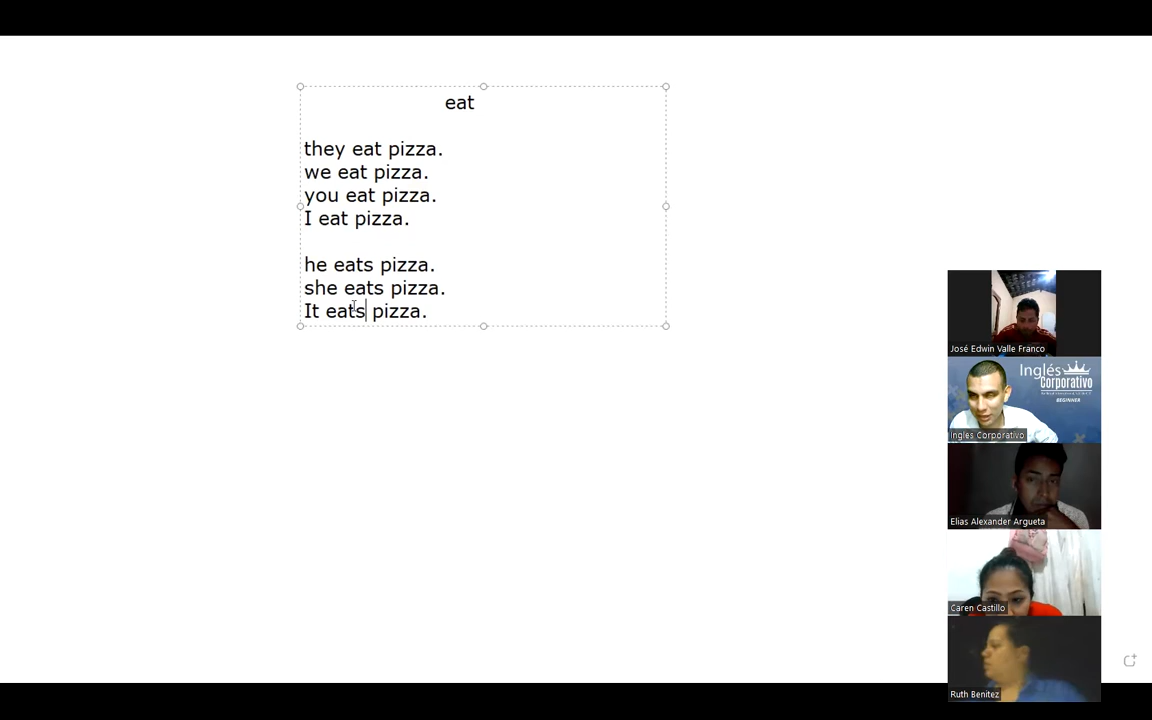 eat
they eat pizza.
we eat pizza.
you eat pizza.
I eat pizza.
he eats pizza.
she eats pizza.
It eats pizza.
José Edwin Valle Franco
Inglés
Corporativo
BEGINNER
Inglés Corporativo
Elias Alexander Argueta
Caren Castillo
Ruth Benitez